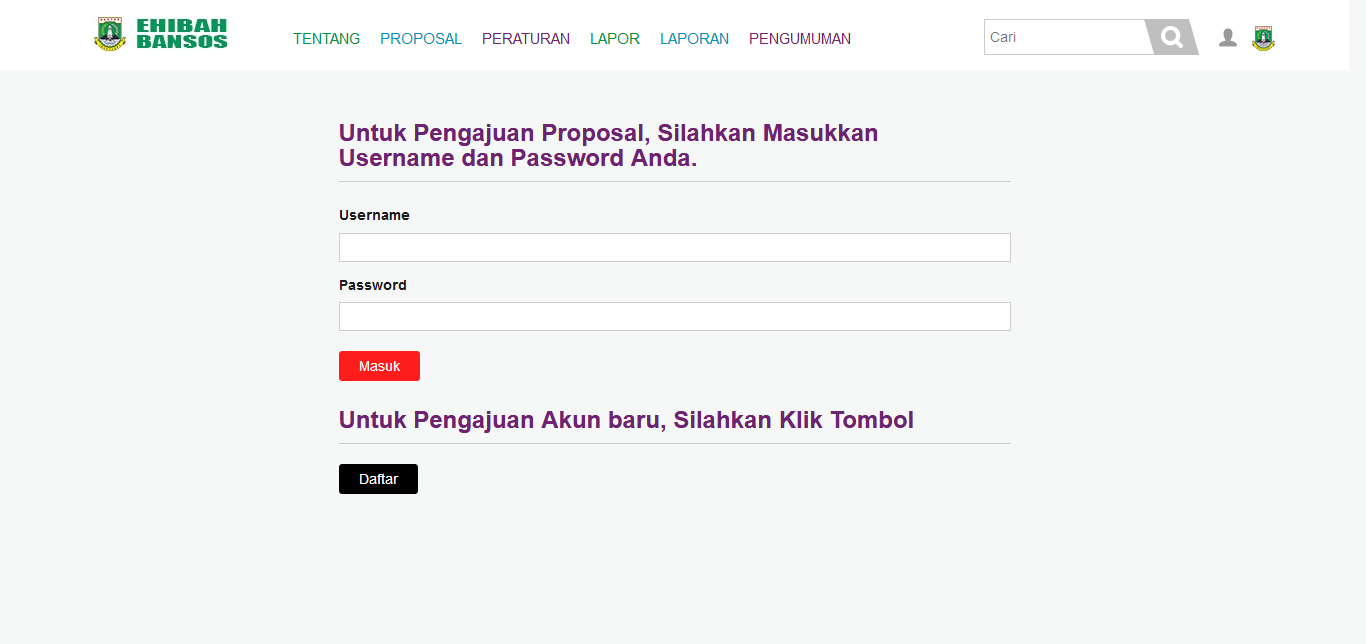 EHIBAH
BANSOS
TENTANG PROPOSAL PERATURAN LAPOR LAPORAN PENGUMUMAN
Cari
Untuk Pengajuan Proposal, Silahkan Masukkan
Username dan Password Anda.
Username
Password
Masuk
Untuk Pengajuan Akun baru, Silahkan Klik Tombol
Daftar